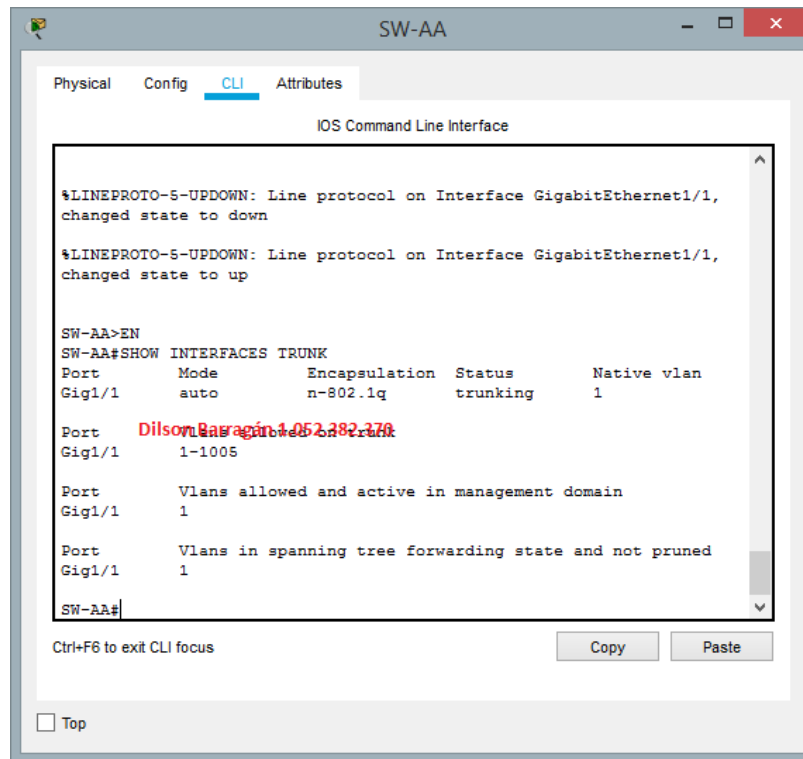 SW-AA
Physical Config CLI Attributes
IOS Command Line Interface
%LINEPROTO-5-UPDOWN: Line protocol on Interface GigabitEthernet1/1,
changed state to down
%LINEPROTO-5-UPDOWN: Line protocol on Interface GigabitEthernet1/1,
changed state to up
SW-AA>EN
SW-AA#SHOW INTERFACES TRUNK
Port Mode Encapsulation Status Native vlan
Gig1/1 auto n-802.1q trunking 1
Dilson Barragán 1.052.382.370
Port Vlans allowed on trunk
Gig1/1 1-1005
Port Vlans allowed and active in management domain
Gig1/1 1
Port Vlans in spanning tree forwarding state and not pruned
Gig1/1 1
SW-AA#
Ctrl+F6 to exit CLI focus Copy Paste
Top